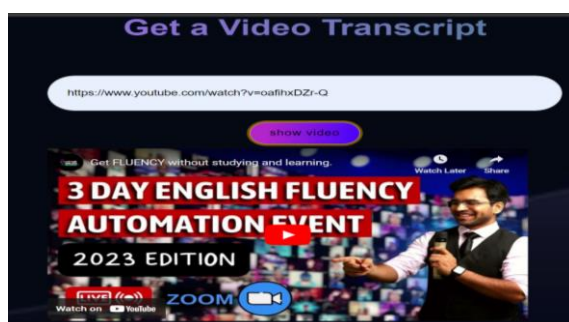 Get a Video Transcript
https://www.youtube.com/watch?v=oafihxDZr-Q
show video
Get FLUENCY without studying and learning.
Watch Later
Share
3 DAY ENGLISH FLUENCY
AUTOMATION EVENT
2023 EDITION
LIVE
ZOOM
Watch on YouTube